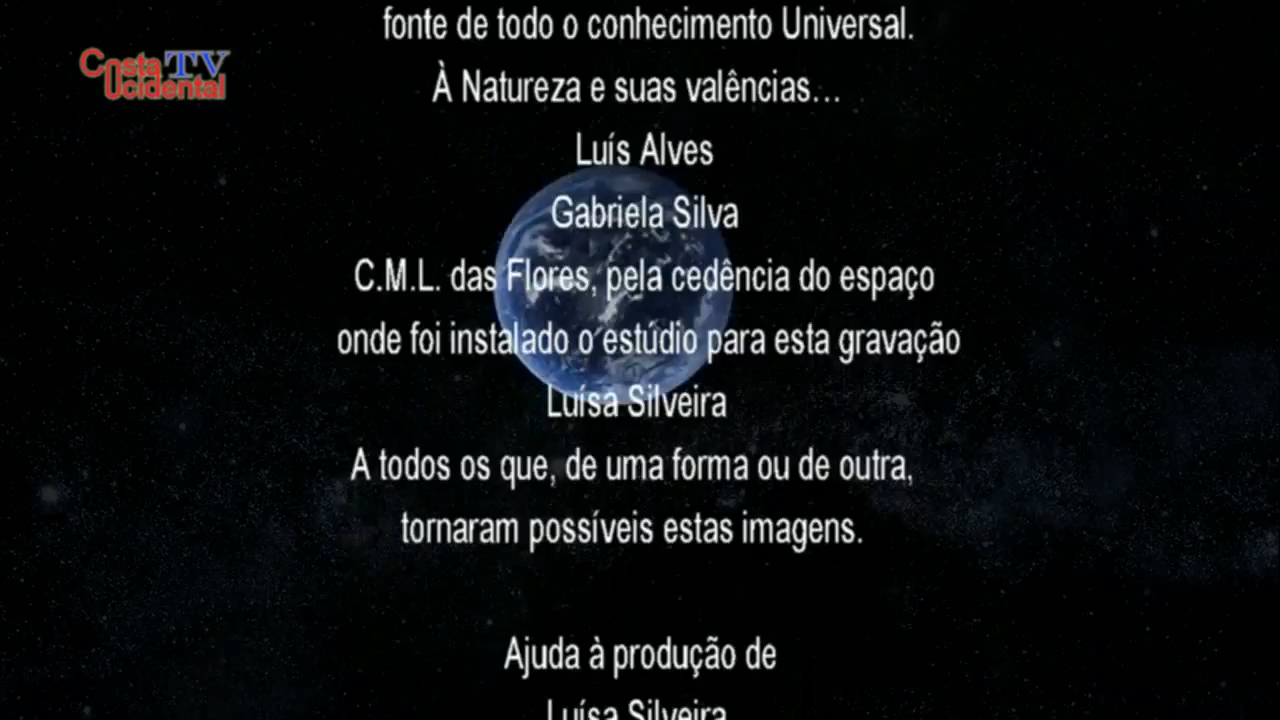 fonte de todo o conhecimento Universal.
Costa TV
Ocidental
À Natureza e suas valências...
Luís Alves
Gabriela Silva
C.M.L. das Flores, pela cedência do espaço
onde foi instalado o estúdio para esta gravação
Luísa Silveira
A todos os que, de uma forma ou de outra,
tornaram possíveis estas imagens.
Ajuda à produção de
Luísa Silveira